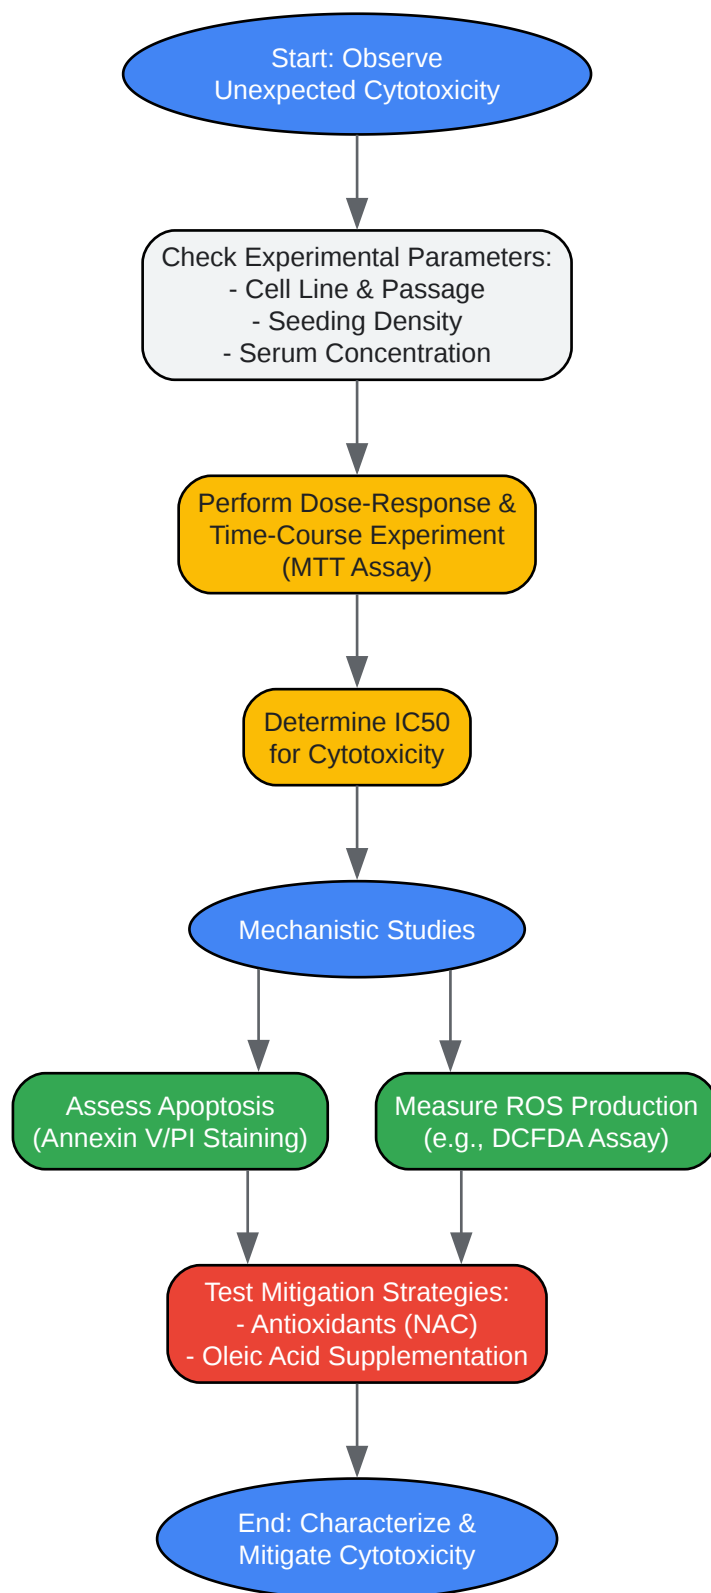 Start: Observe
Unexpected Cytotoxicity
Check Experimental Parameters:
- Cell Line & Passage
- Seeding Density
- Serum Concentration
Perform Dose-Response &
Time-Course Experiment
(MTT Assay)
Determine IC50
for Cytotoxicity
Mechanistic Studies
Assess Apoptosis
(Annexin V/PI Staining)
Measure ROS Production
(e.g., DCFDA Assay)
Test Mitigation Strategies:
- Antioxidants (NAC)
- Oleic Acid Supplementation
End: Characterize &
Mitigate Cytotoxicity